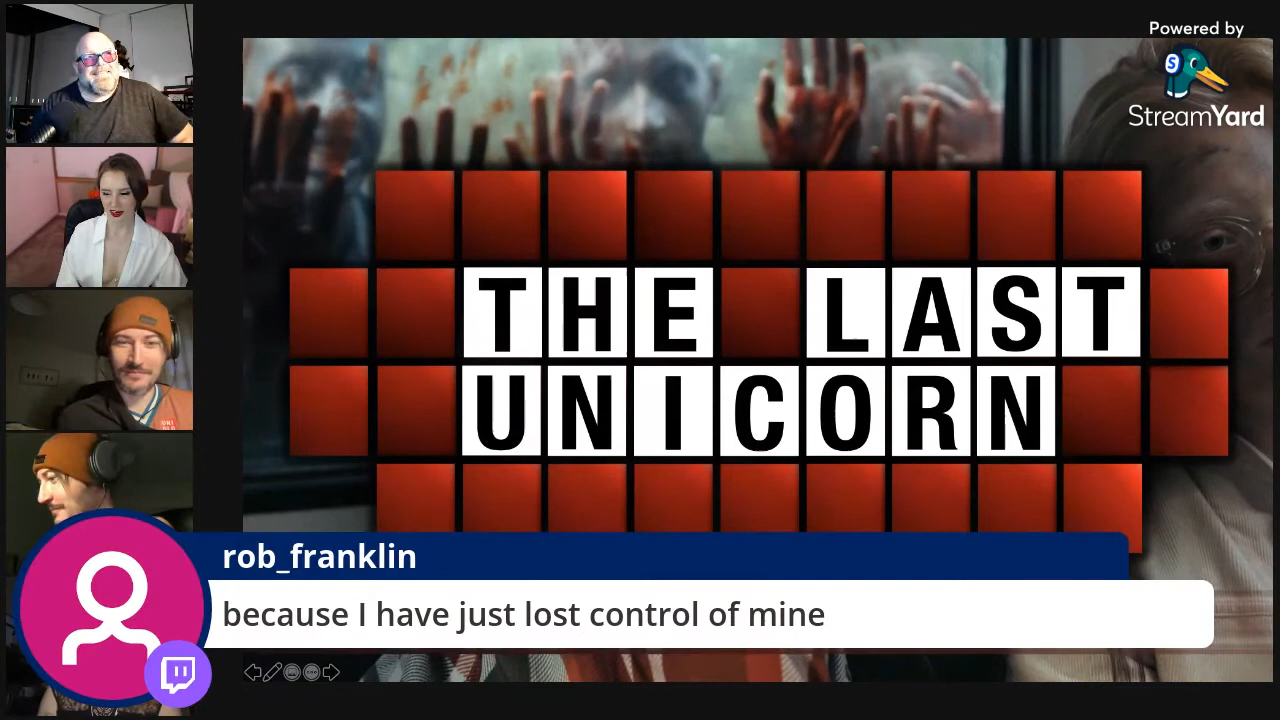 Powered by
StreamYard
THE LAST
UNICORN
rob_franklin
because I have just lost control of mine